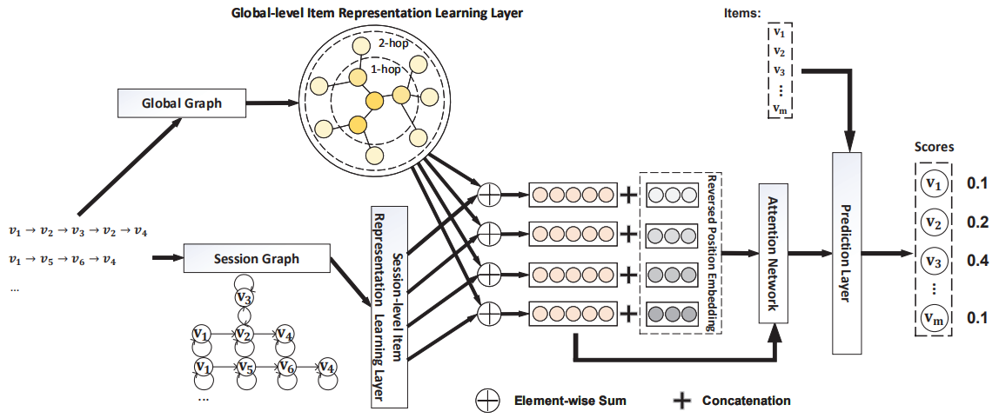 Global-level Item Representation Learning Layer
Items:
2-hop
1-hop
v₁
v₂
v₃
...
vₘ
Global Graph
Scores
v₁ 0.1
v₂ 0.2
v₃ 0.4
...
vₘ 0.1
v₁ → v₂ → v₃ → v₂ → v₄
v₁ → v₅ → v₆ → v₄
...
Session Graph
v₃
v₁ v₂ v₄
v₁ v₅ v₆ v₄
...
Session-level Item
Representation Learning Layer
Reversed Position Embedding
Attention Network
Prediction Layer
Element-wise Sum
Concatenation